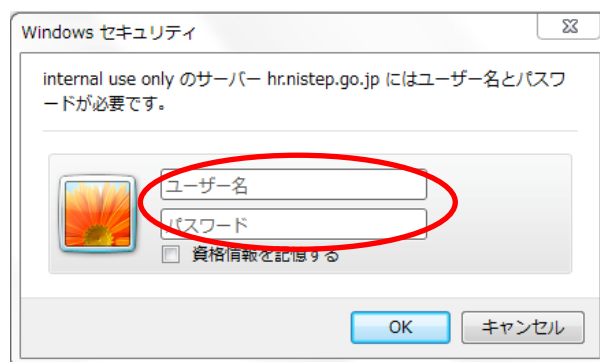 Windows セキュリティ
internal use only のサーバー hr.nistep.go.jp にはユーザー名とパスワ
ードが必要です。
ユーザー名
パスワード
資格情報を記憶する
OK
キャンセル